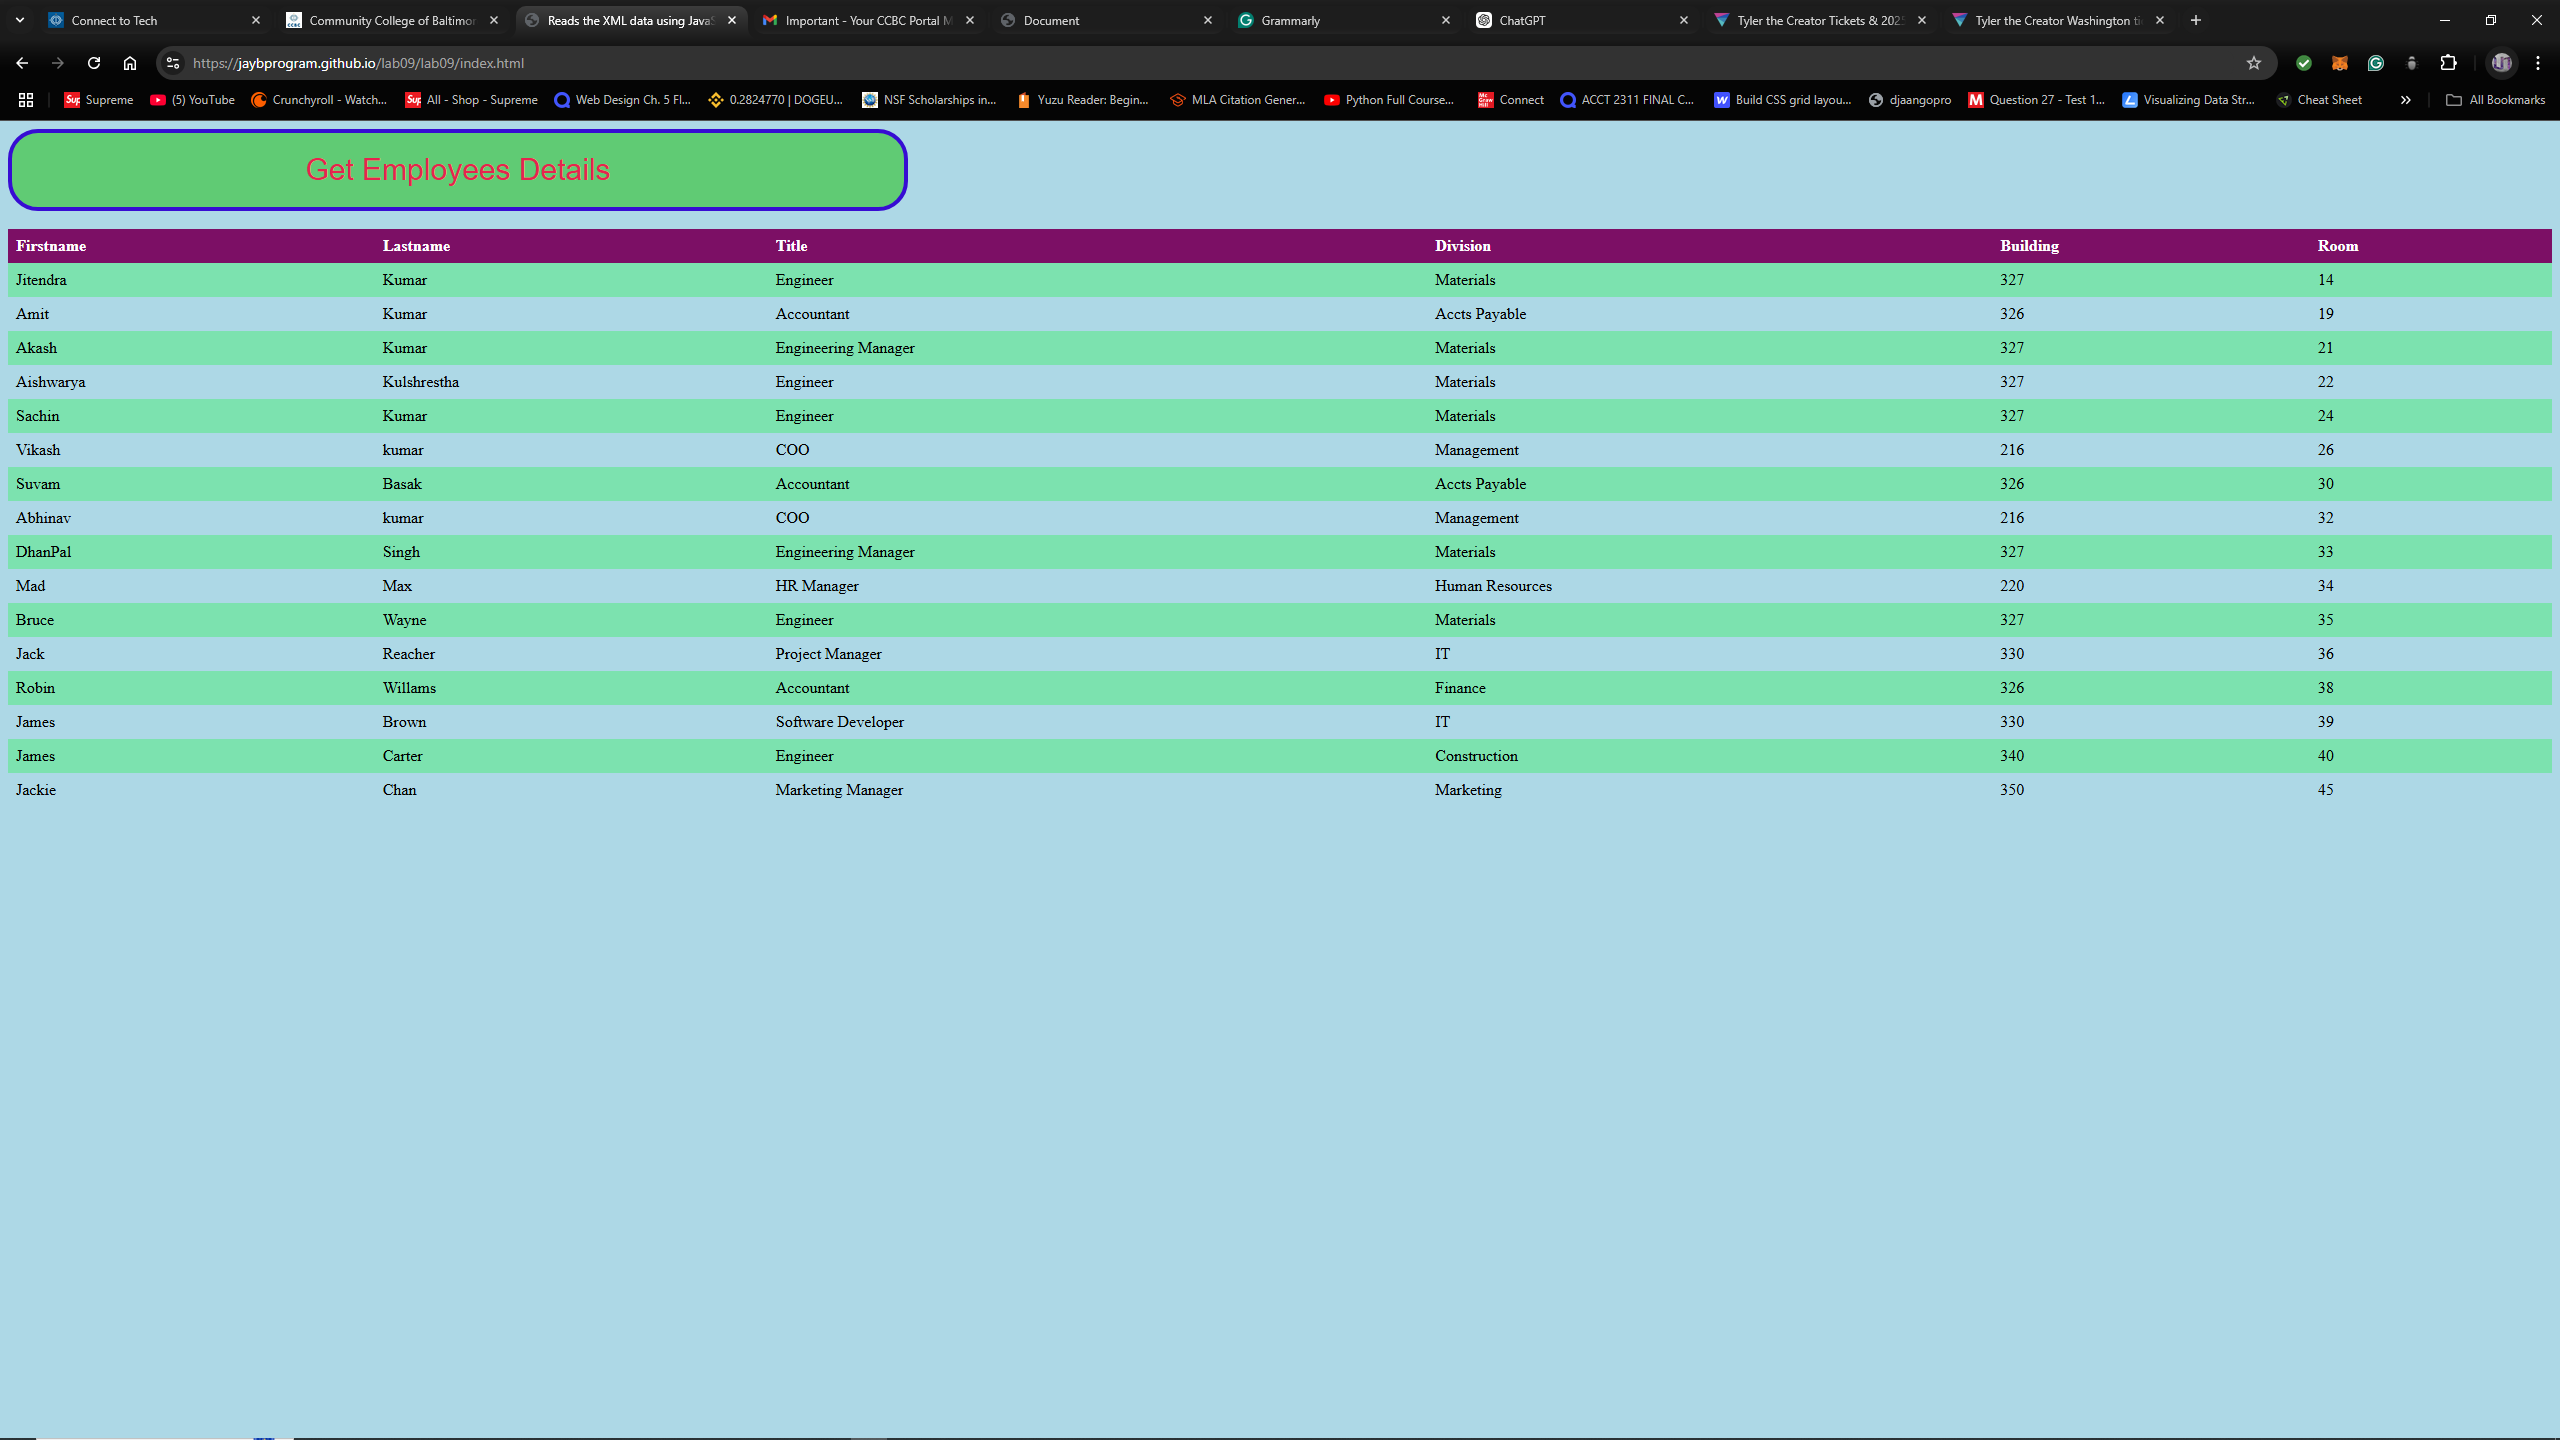 Connect to Tech
Community College of Baltimor
Reads the XML data using Java
Important - Your CCBC Portal M
Document
Grammarly
ChatGPT
Tyler the Creator Tickets & 202
Tyler the Creator Washington ti
https://jaybprogram.github.io/lab09/lab09/index.html
Supreme
(5) YouTube
Crunchyroll - Watch...
All - Shop - Supreme
Web Design Ch. 5 Fl...
0.2824770 | DOGEU...
NSF Scholarships in...
Yuzu Reader: Begin...
MLA Citation Gener...
Python Full Course...
Connect
ACCT 2311 FINAL C...
Build CSS grid layou...
djaangopro
Question 27 - Test 1...
Visualizing Data Str...
Cheat Sheet
All Bookmarks
Get Employees Details
Firstname Lastname Title Division Building Room
Jitendra Kumar Engineer Materials 327 14
Amit Kumar Accountant Accts Payable 326 19
Akash Kumar Engineering Manager Materials 327 21
Aishwarya Kulshrestha Engineer Materials 327 22
Sachin Kumar Engineer Materials 327 24
Vikash kumar COO Management 216 26
Suvam Basak Accountant Accts Payable 326 30
Abhinav kumar COO Management 216 32
DhanPal Singh Engineering Manager Materials 327 33
Mad Max HR Manager Human Resources 220 34
Bruce Wayne Engineer Materials 327 35
Jack Reacher Project Manager IT 330 36
Robin Willams Accountant Finance 326 38
James Brown Software Developer IT 330 39
James Carter Engineer Construction 340 40
Jackie Chan Marketing Manager Marketing 350 45